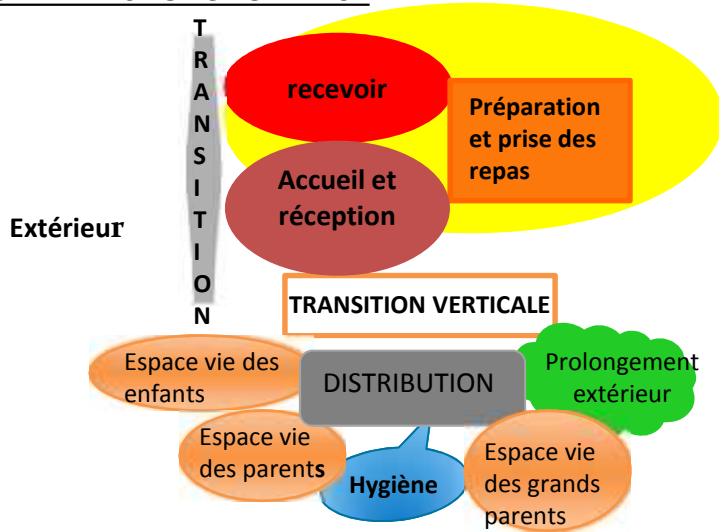 T
R
A
N
S
I
T
I
O
N
recevoir
Préparation
et prise des
repas
Accueil et
réception
Extérieur
TRANSITION VERTICALE
Espace vie des
enfants
DISTRIBUTION
Prolongement
extérieur
Espace vie
des parents
Hygiène
Espace vie
des grands
parents